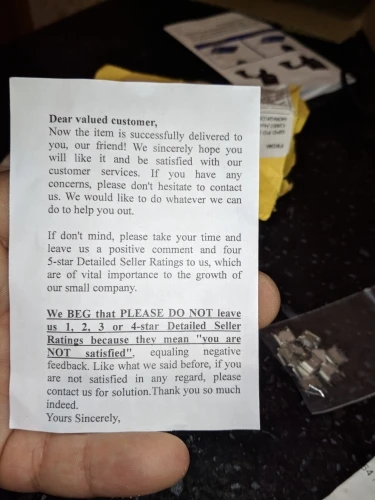 Dear valued customer,
Now the item is successfully delivered to
you, our friend! We sincerely hope you
will like it and be satisfied with our
customer services. If you have any
concerns, please don't hesitate to contact
us. We would like to do whatever we can
do to help you out.
If don't mind, please take your time and
leave us a positive comment and four
5-star Detailed Seller Ratings to us, which
are of vital importance to the growth of
our small company.
We BEG that PLEASE DO NOT leave
us 1, 2, 3 or 4-star Detailed Seller
Ratings because they mean "you are
NOT satisfied", equaling negative
feedback. Like what we said before, if you
are not satisfied in any regard, please
contact us for solution.Thank you so much
indeed.
Yours Sincerely,